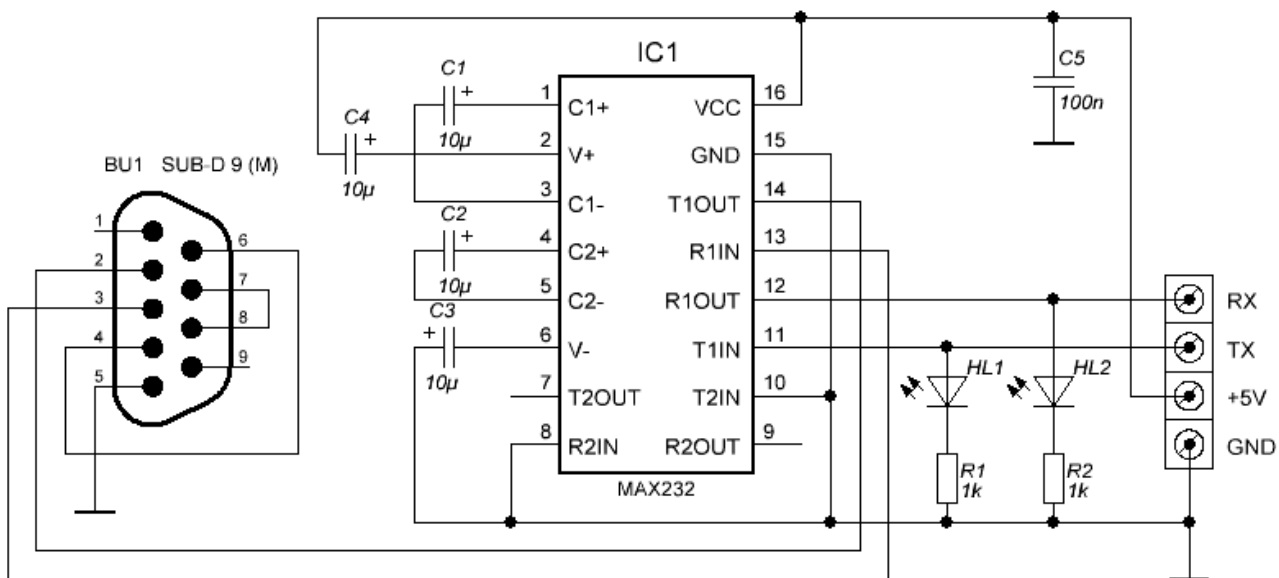 IC1
C1
+
10µ
C4
+
10µ
C5
100n
BU1 SUB-D 9 (M)
1
2
3
4
5
6
7
8
9
C2
+
10µ
C3
+
10µ
1 C1+
2 V+
3 C1-
4 C2+
5 C2-
6 V-
7 T2OUT
8 R2IN
VCC 16
GND 15
T1OUT 14
R1IN 13
R1OUT 12
T1IN 11
T2IN 10
R2OUT 9
MAX232
HL1
HL2
R1
1k
R2
1k
RX
TX
+5V
GND